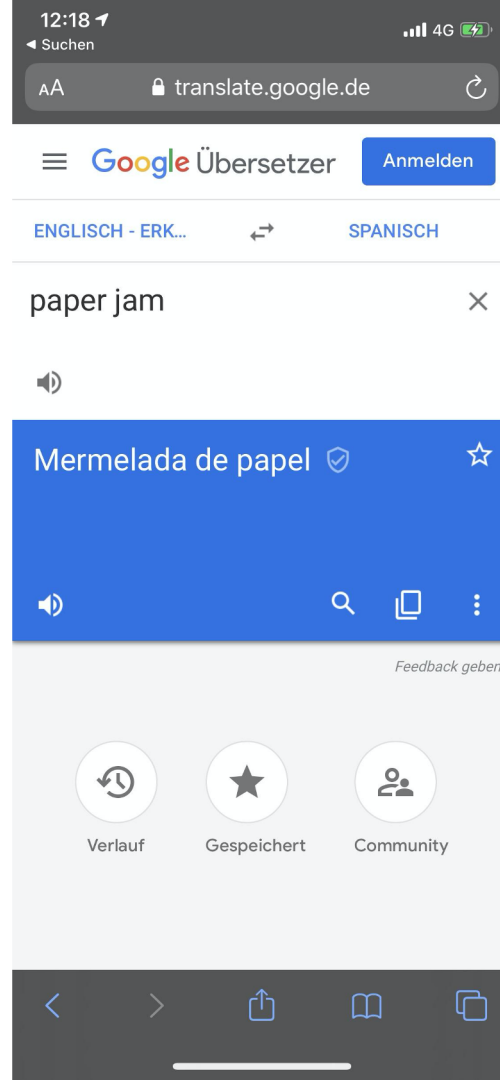 12:18
4G
Suchen
AA translate.google.de
Google Übersetzer Anmelden
ENGLISCH - ERK... SPANISCH
paper jam
Mermelada de papel
Feedback geben
Verlauf Gespeichert Community